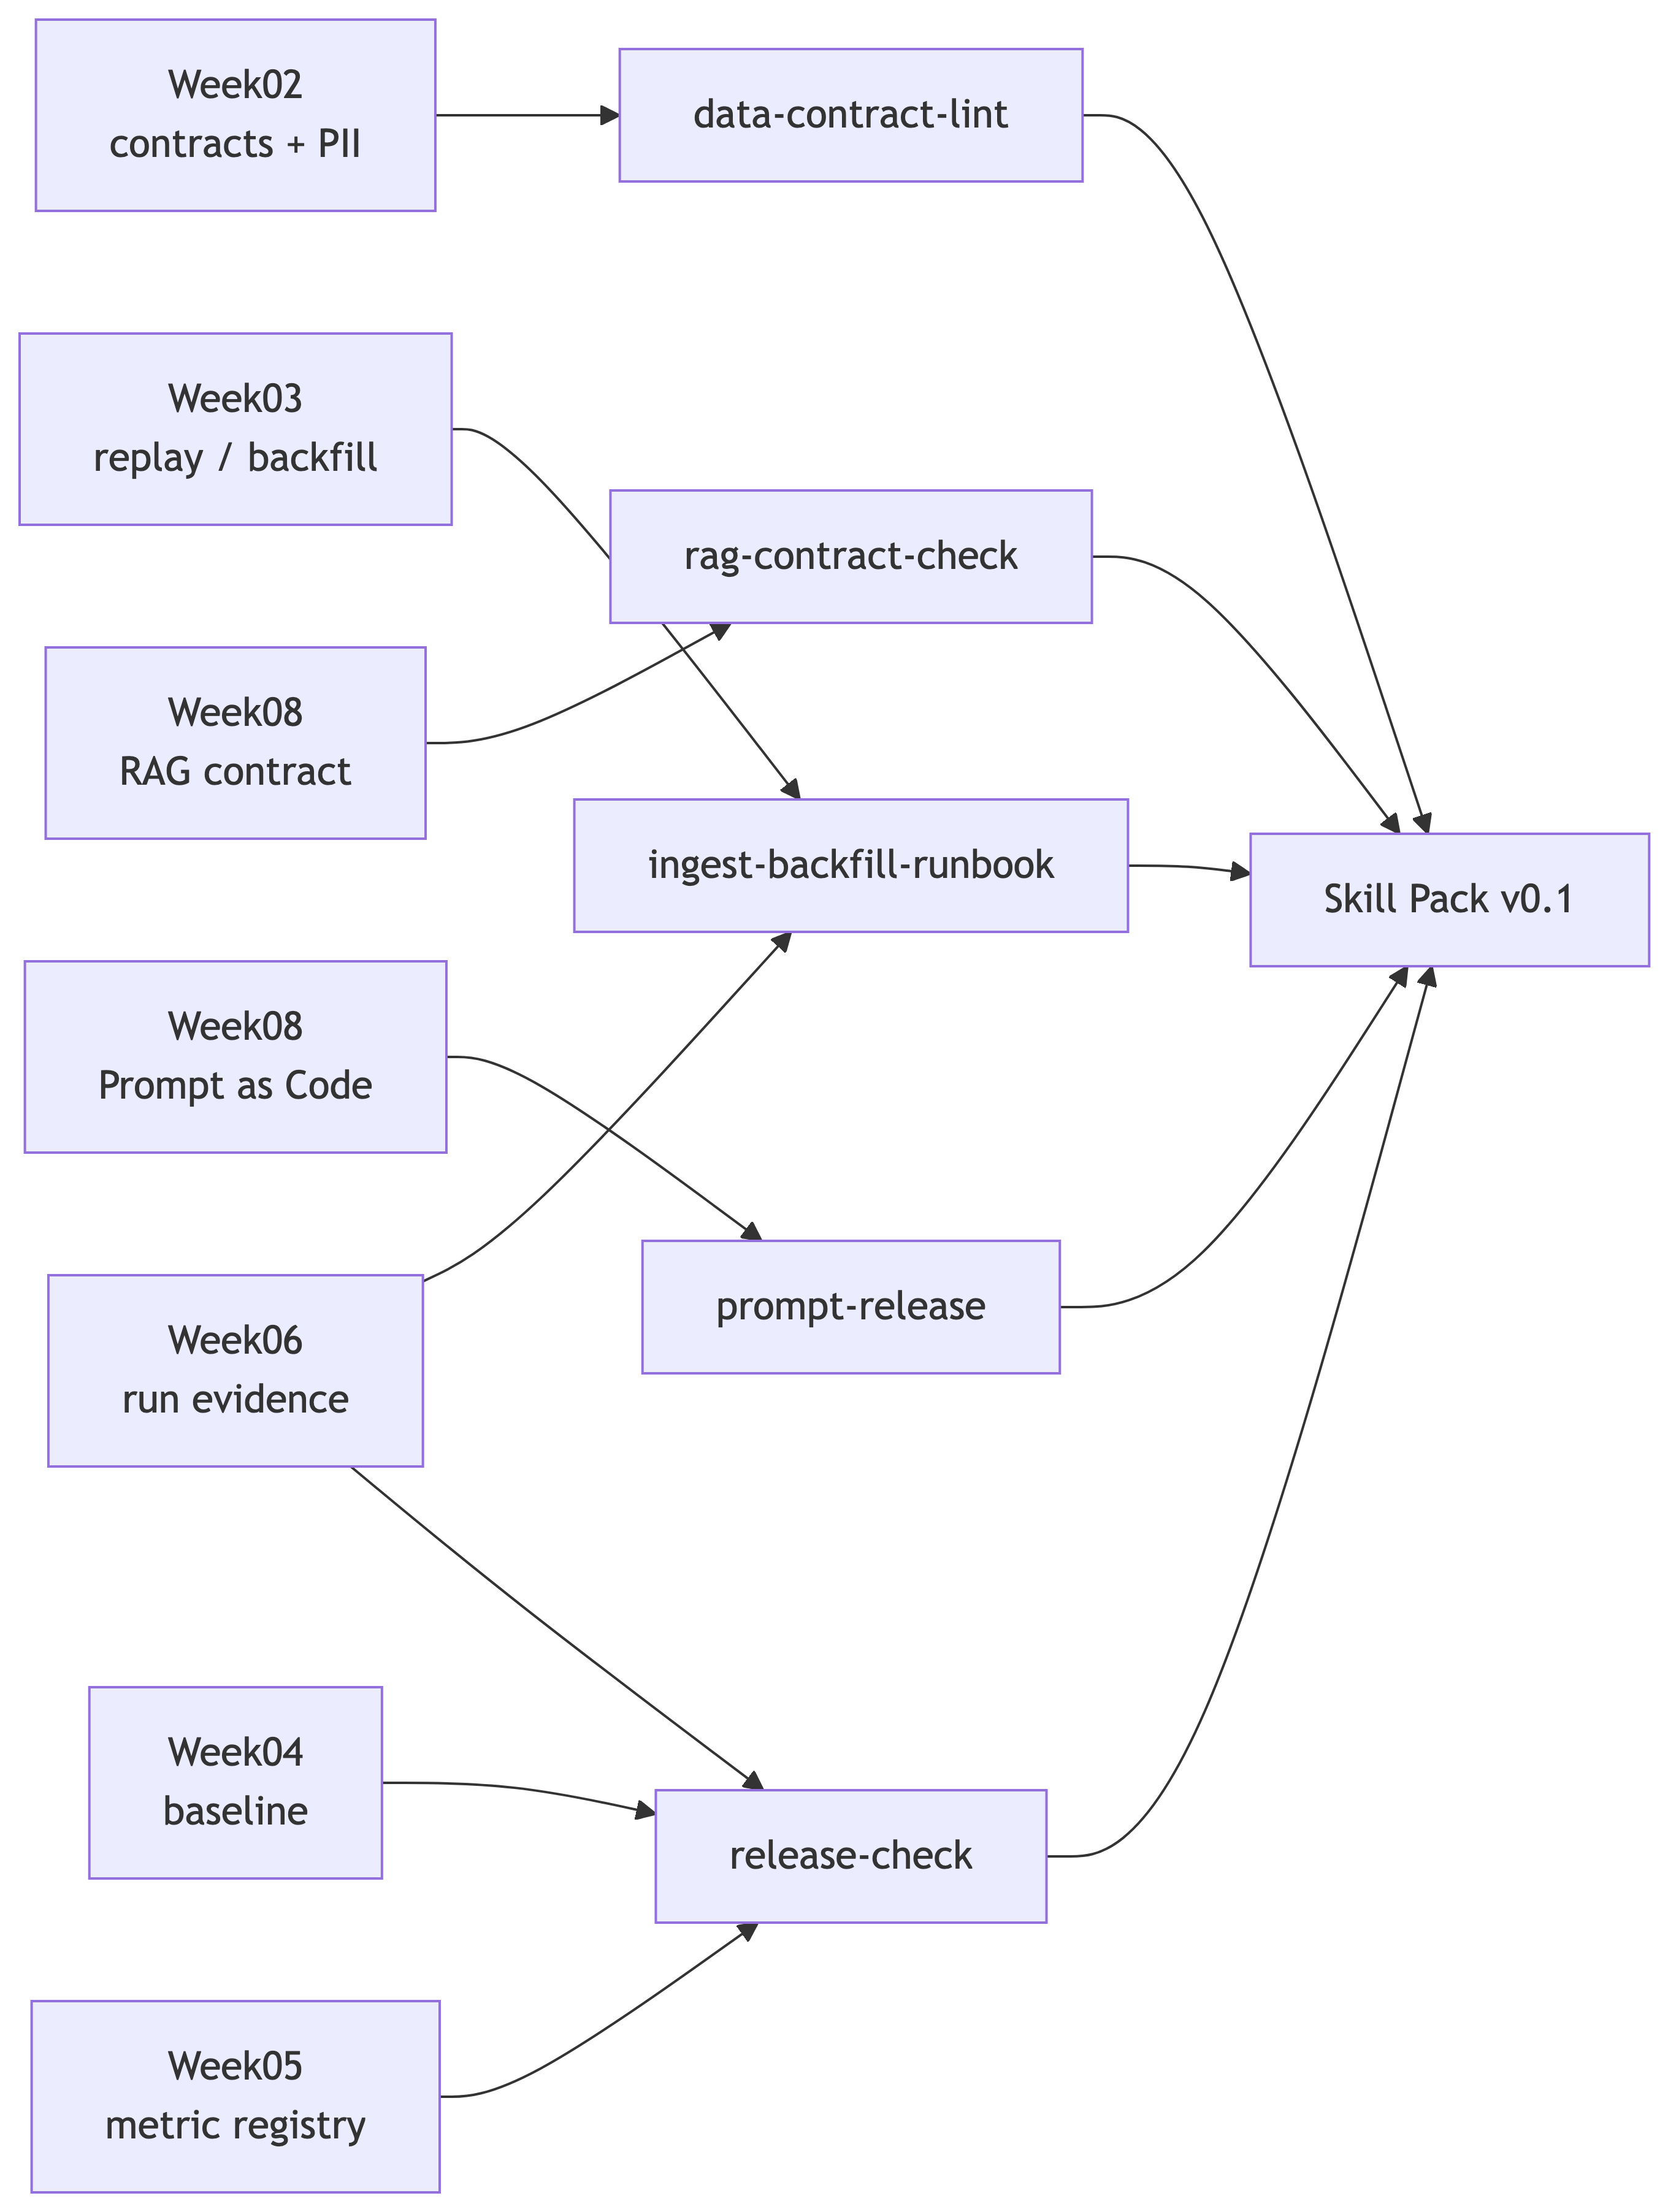 Week02
contracts + PII
data-contract-lint
Week03
replay / backfill
rag-contract-check
Week08
RAG contract
ingest-backfill-runbook
Skill Pack v0.1
Week08
Prompt as Code
prompt-release
Week06
run evidence
Week04
baseline
release-check
Week05
metric registry